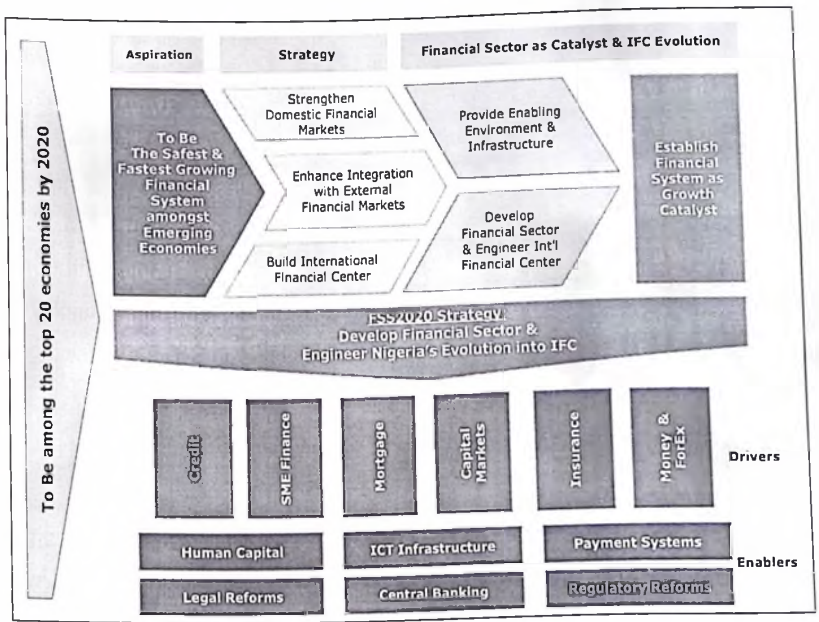 Aspiration
Strategy
Financial Sector as Catalyst & IFC Evolution
To Be among the top 20 economies by 2020
To Be
The Safest &
Fastest Growing
Financial
System
amongst
Emerging
Economies
Strengthen
Domestic Financial
Markets
Enhance Integration
with External
Financial Markets
Build International
Financial Center
Provide Enabling
Environment &
Infrastructure
Develop
Financial Sector
& Engineer Int'l
Financial Center
Establish
Financial
System as
Growth
Catalyst
FSS2020 Strategy:
Develop Financial Sector &
Engineer Nigeria's Evolution into IFC
Credit
SME Finance
Mortgage
Capital
Markets
Insurance
Money &
ForEx
Drivers
Human Capital
ICT Infrastructure
Payment Systems
Enablers
Legal Reforms
Central Banking
Regulatory Reforms